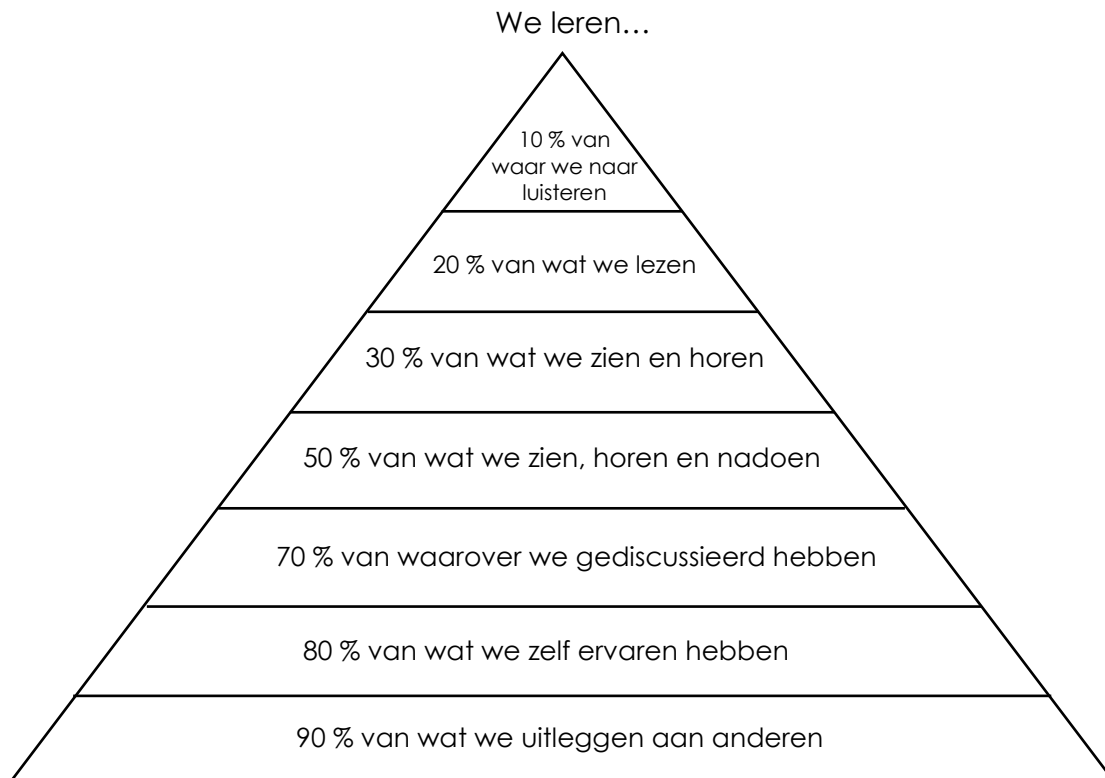 We leren…
10 % van
waar we naar
luisteren
20 % van wat we lezen
30 % van wat we zien en horen
50 % van wat we zien, horen en nadoen
70 % van waarover we gediscussieerd hebben
80 % van wat we zelf ervaren hebben
90 % van wat we uitleggen aan anderen